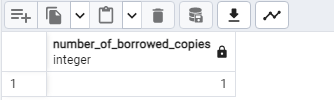 number_of_borrowed_copies
integer
1 1